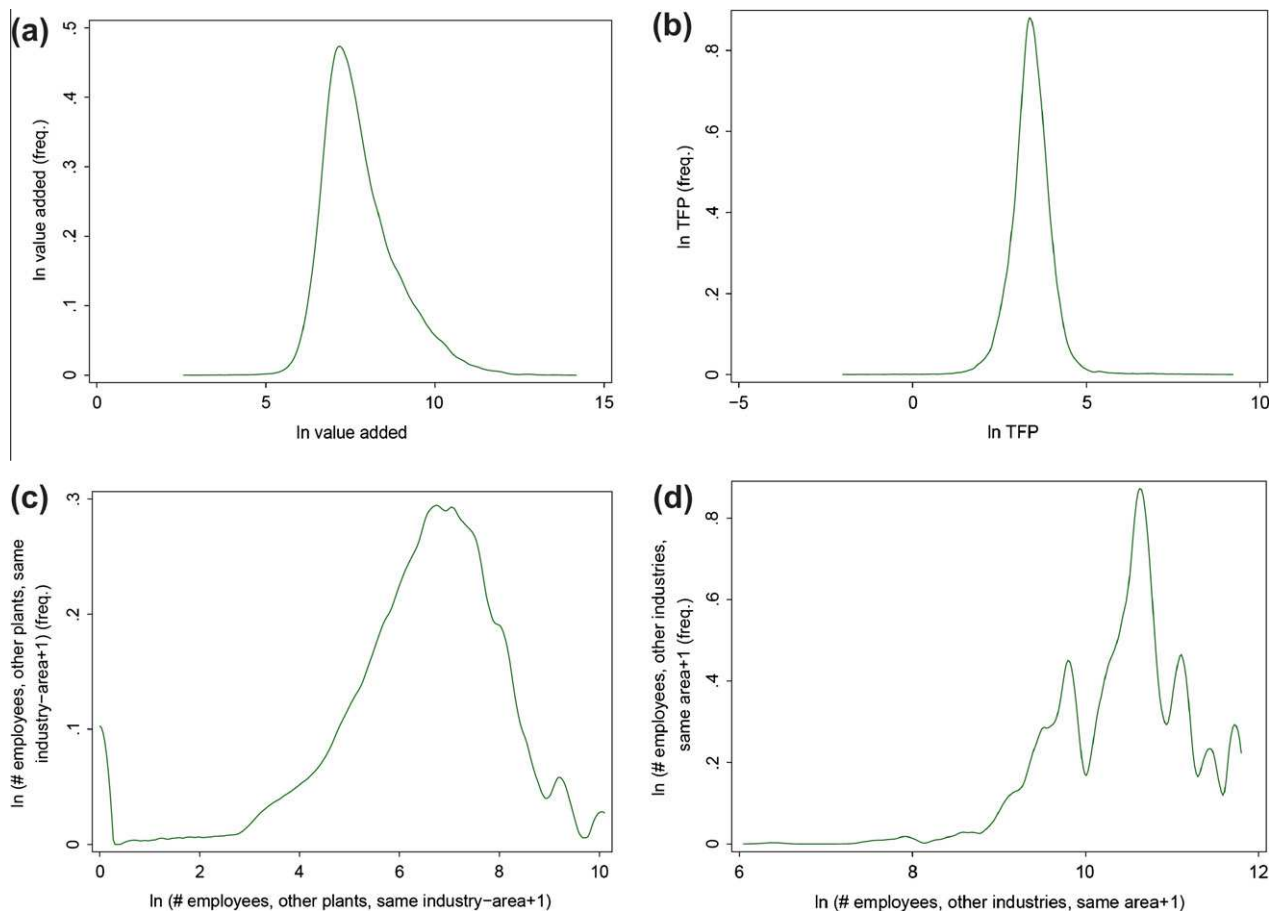 (a)
ln value added (freq.)
.5
.4
.3
.2
.1
0
0 5 10 15
ln value added
(b)
ln TFP (freq.)
.8
.6
.4
.2
0
−5 0 5 10
ln TFP
(c)
ln (# employees, other plants, same
industry−area+1) (freq.)
.3
.2
.1
0
0 2 4 6 8 10
ln (# employees, other plants, same industry−area+1)
(d)
ln (# employees, other industries,
same area+1) (freq.)
.8
.6
.4
.2
0
6 8 10 12
ln (# employees, other industries, same area+1)